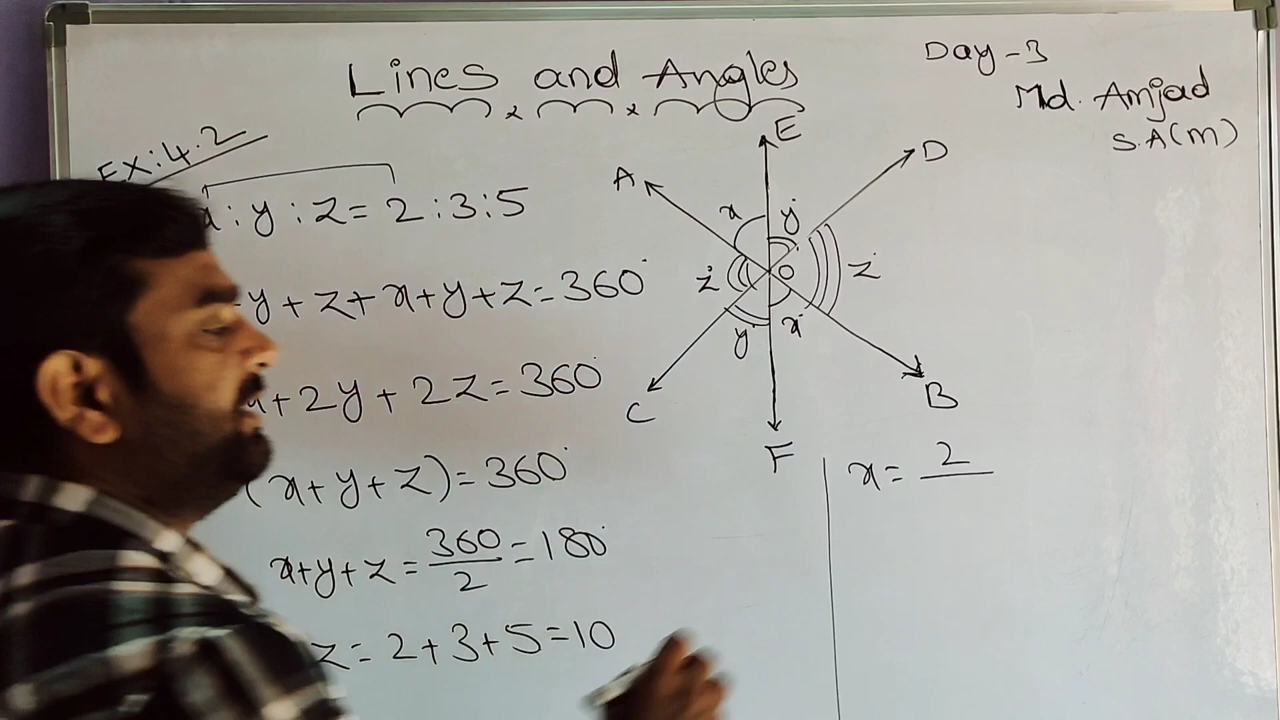 Lines and Angles
Day-3
Md. Amjad
S.A(m)
EX:4.2
x:y:z=2:3:5
y+z+x+y+z=360°
x+2y+2z=360°
(x+y+z)=360°
x+y+z=360/2=180°
z=2+3+5=10
E
A
D
x
y°
z°
O
z°
y°
x°
C
B
F
x=2/